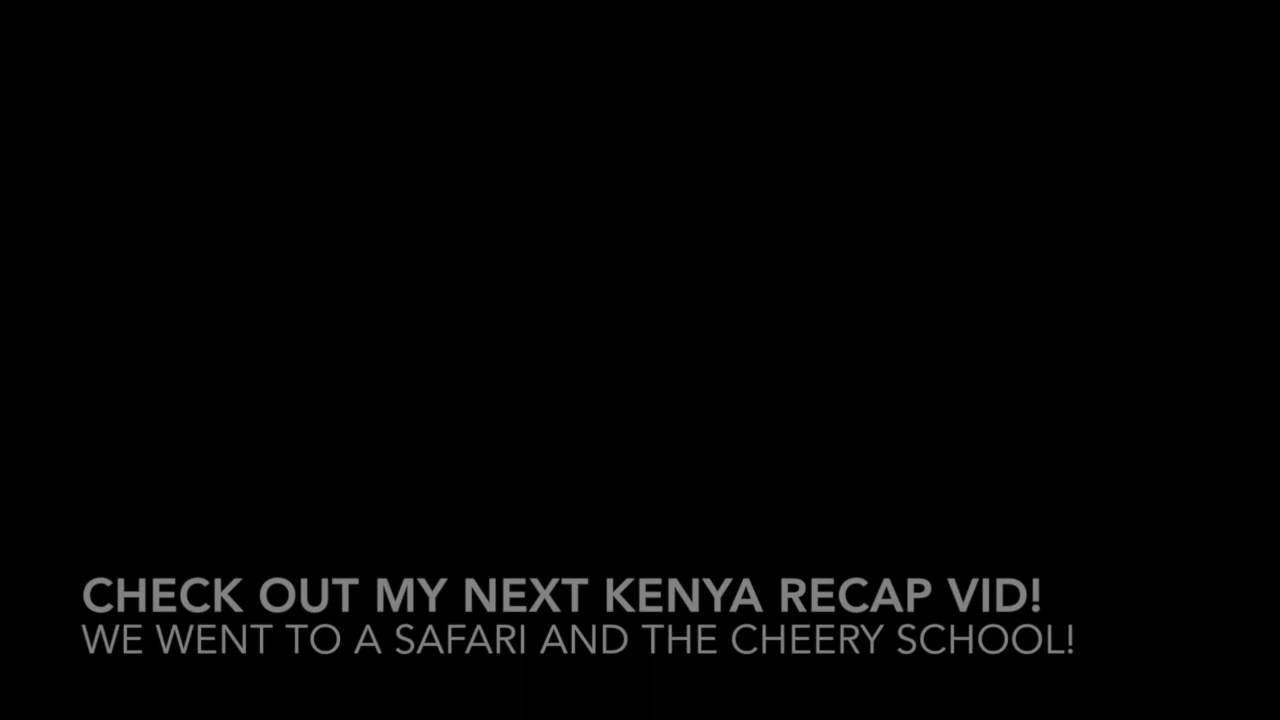 CHECK OUT MY NEXT KENYA RECAP VID!
WE WENT TO A SAFARI AND THE CHEERY SCHOOL!